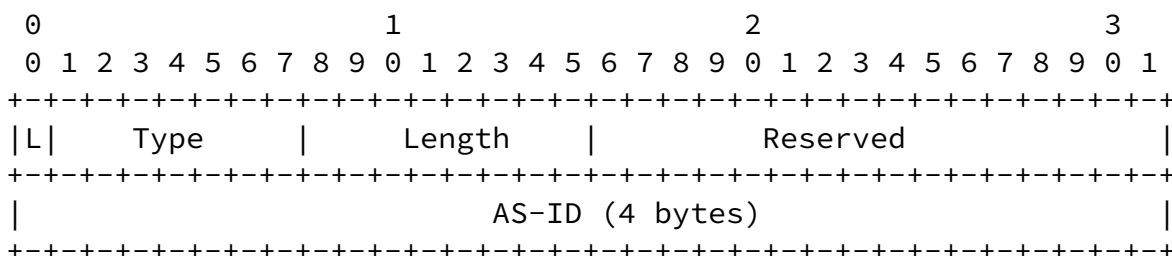 0                   1                   2                   3
 0 1 2 3 4 5 6 7 8 9 0 1 2 3 4 5 6 7 8 9 0 1 2 3 4 5 6 7 8 9 0 1
+-+-+-+-+-+-+-+-+-+-+-+-+-+-+-+-+-+-+-+-+-+-+-+-+-+-+-+-+-+-+-+-+
|L|    Type     |     Length    |         Reserved              |
+-+-+-+-+-+-+-+-+-+-+-+-+-+-+-+-+-+-+-+-+-+-+-+-+-+-+-+-+-+-+-+-+
|                          AS-ID (4 bytes)                      |
+-+-+-+-+-+-+-+-+-+-+-+-+-+-+-+-+-+-+-+-+-+-+-+-+-+-+-+-+-+-+-+-+